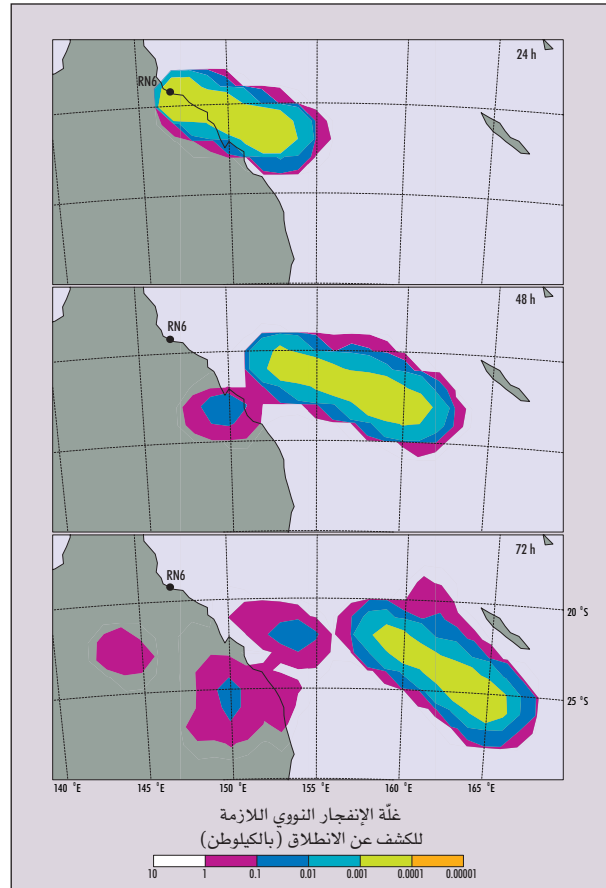 24 h
RN6
48 h
RN6
72 h
RN6
20 °S
25 °S
140 °E 145 °E 150 °E 155 °E 160 °E 165 °E
غلّة الإنفجار النووي اللازمة
للكشف عن الانطلاق (بالكيلوطن)
10 1 0.1 0.01 0.001 0.0001 0.00001